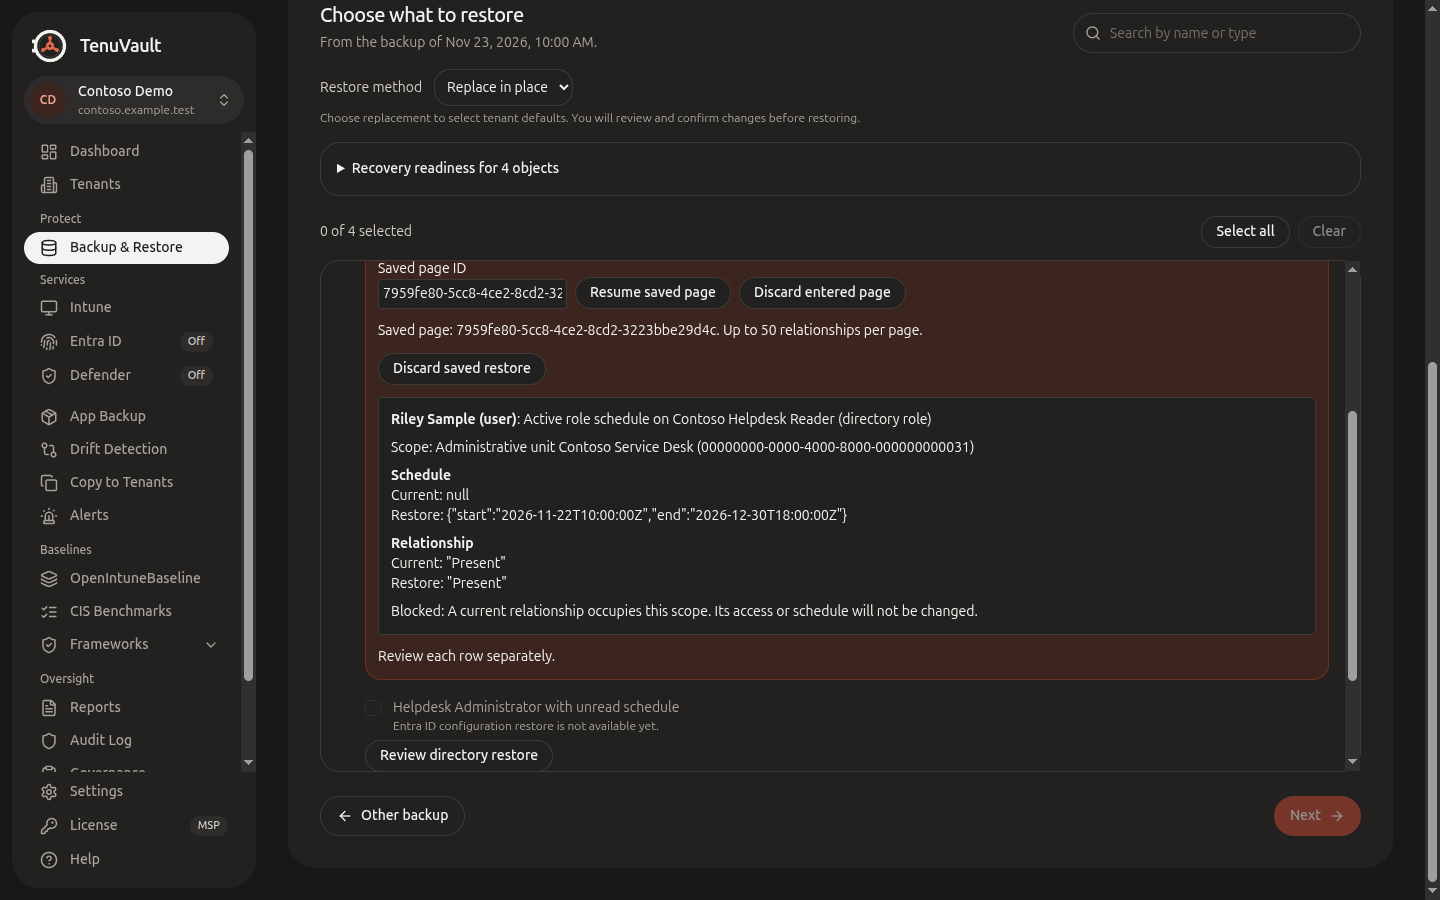 TenuVault
CD
Contoso Demo
contoso.example.test
Dashboard
Tenants
Protect
Backup & Restore
Services
Intune
Entra ID
Off
Defender
Off
App Backup
Drift Detection
Copy to Tenants
Alerts
Baselines
OpenIntuneBaseline
CIS Benchmarks
Frameworks
Oversight
Reports
Audit Log
Governance
Settings
License
MSP
Help
Choose what to restore
From the backup of Nov 23, 2026, 10:00 AM.
Search by name or type
Restore method
Replace in place
Choose replacement to select tenant defaults. You will review and confirm changes before restoring.
Recovery readiness for 4 objects
0 of 4 selected
Select all
Clear
Saved page ID
7959fe80-5cc8-4ce2-8cd2-32
Resume saved page
Discard entered page
Saved page: 7959fe80-5cc8-4ce2-8cd2-3223bbe29d4c. Up to 50 relationships per page.
Discard saved restore
Riley Sample (user): Active role schedule on Contoso Helpdesk Reader (directory role)
Scope: Administrative unit Contoso Service Desk (00000000-0000-4000-8000-000000000031)
Schedule
Current: null
Restore: {"start":"2026-11-22T10:00:00Z","end":"2026-12-30T18:00:00Z"}
Relationship
Current: "Present"
Restore: "Present"
Blocked: A current relationship occupies this scope. Its access or schedule will not be changed.
Review each row separately.
Helpdesk Administrator with unread schedule
Entra ID configuration restore is not available yet.
Review directory restore
Other backup
Next